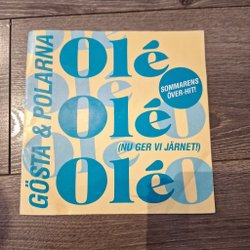 GÖSTA & POLARNA
Olé
SOMMARENS
ÖVER-HIT!
Olé
(NU GER VI JÄRNET!)
Olé